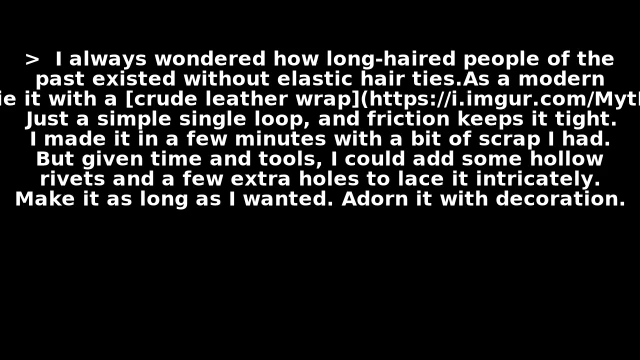 >  I always wondered how long-haired people of the
past existed without elastic hair ties.As a modern
it with a [crude leather wrap](https://i.imgur.com/Myt
Just a simple single loop, and friction keeps it tight.
I made it in a few minutes with a bit of scrap I had.
But given time and tools, I could add some hollow
rivets and a few extra holes to lace it intricately.
Make it as long as I wanted. Adorn it with decoration.